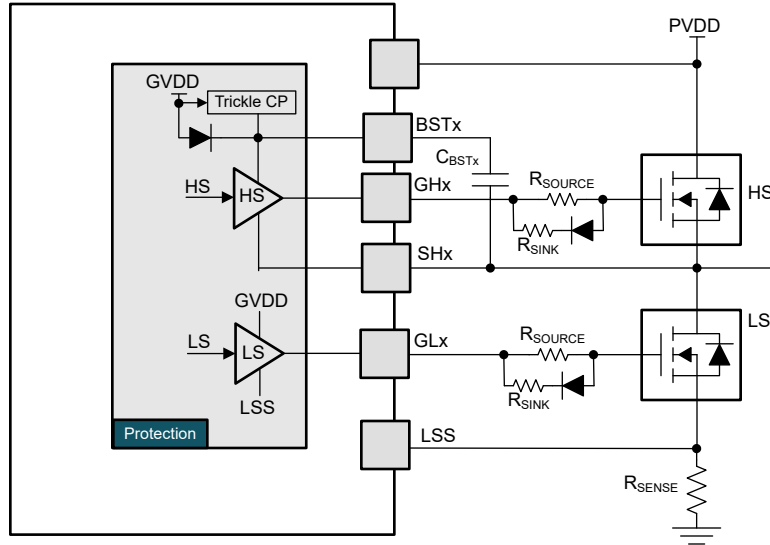 PVDD
GVDD
Trickle CP
BSTx
C_BSTx
HS
HS
GHx
R_SOURCE
HS
R_SINK
SHx
GVDD
LS
LS
LS
GLx
R_SOURCE
R_SINK
LSS
LSS
Protection
R_SENSE